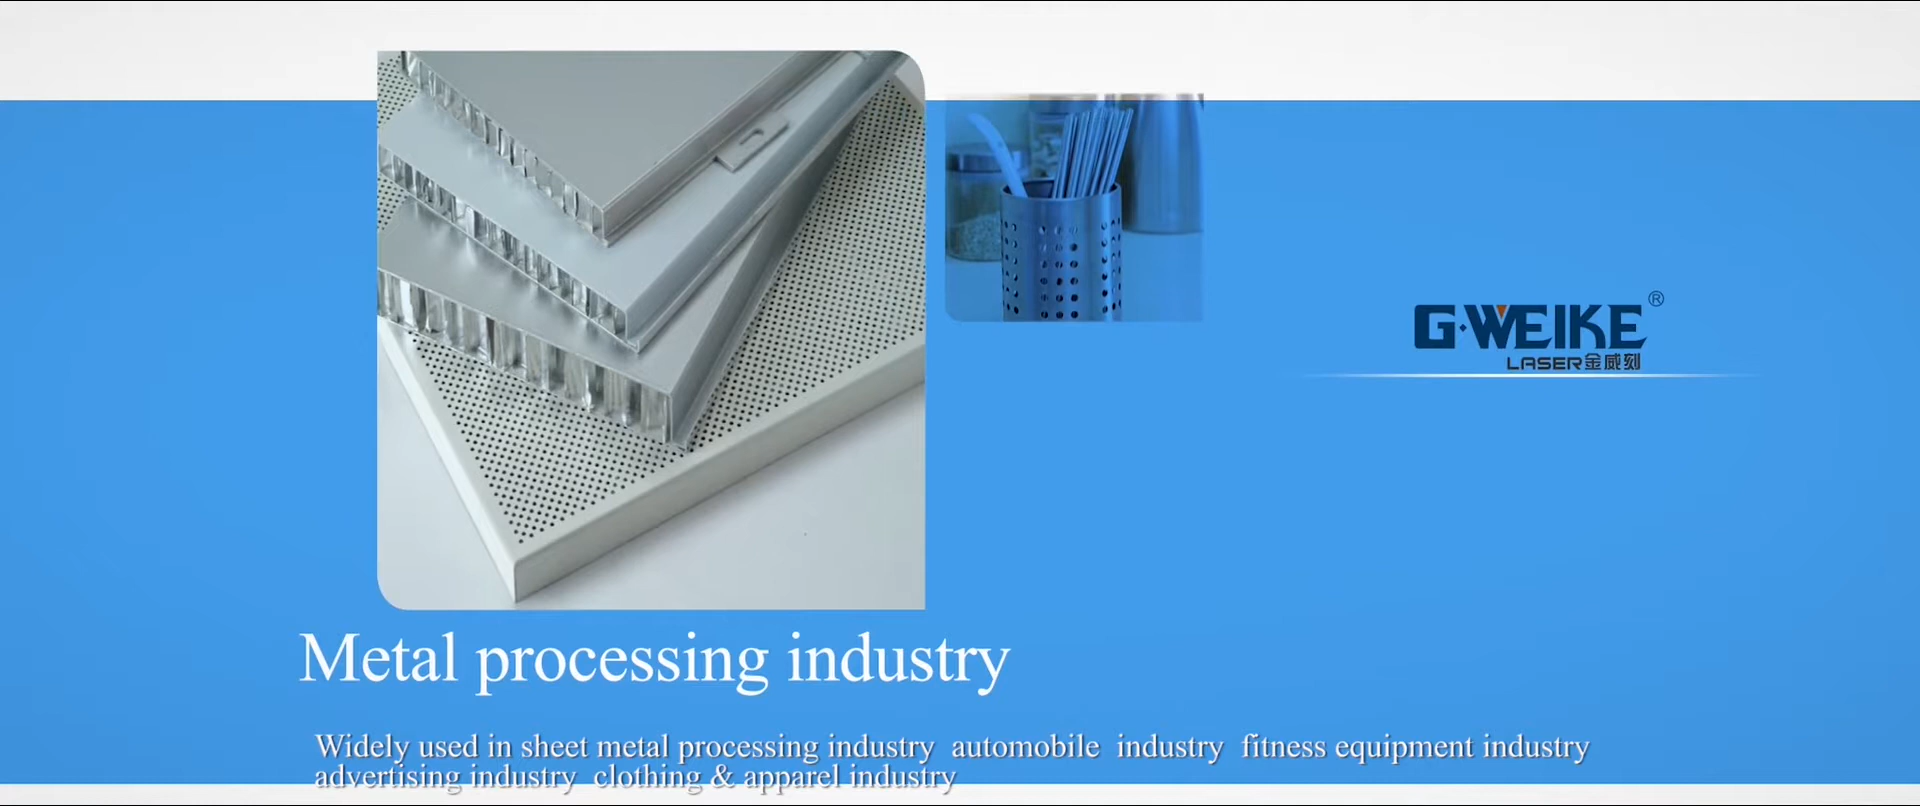 G·WEIKE®
LASER金威刻
Metal processing industry
Widely used in sheet metal processing industry automobile industry fitness equipment industry
advertising industry clothing & apparel industry